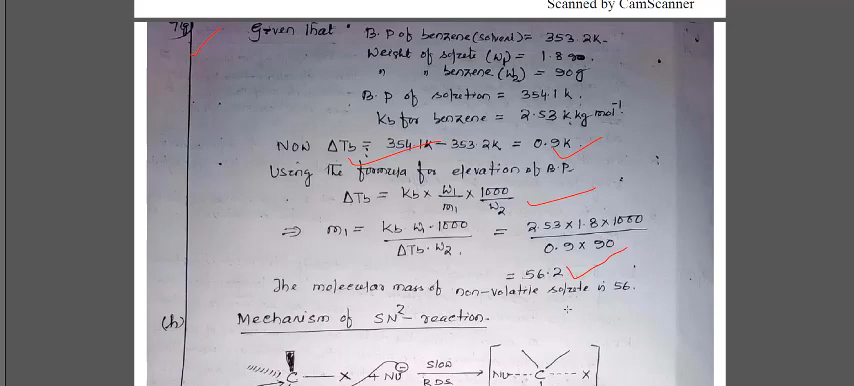 Scanned by CamScanner
7(g) Given that B.P of benzene (solvent) = 353.2K.
Weight of solute (W1) = 1.8 gm.
" " benzene (W2) = 90g
B.P of solution = 354.1 K.
Kb for benzene = 2.53 K kg mol⁻¹.
Now ΔTb = 354.1K - 353.2K = 0.9K.
Using the formula for elevation of B.P.
ΔTb = Kb × W1/m1 × 1000/W2
⇒ m1 = Kb W1 · 1000 / ΔTb · W2 = 2.53 × 1.8 × 1000 / 0.9 × 90
= 56.2
The molecular mass of non-volatile solute is 56.
(h) Mechanism of SN²- reaction.
C — X + Nu⊖ Slow R.D.S [Nu---C---X]